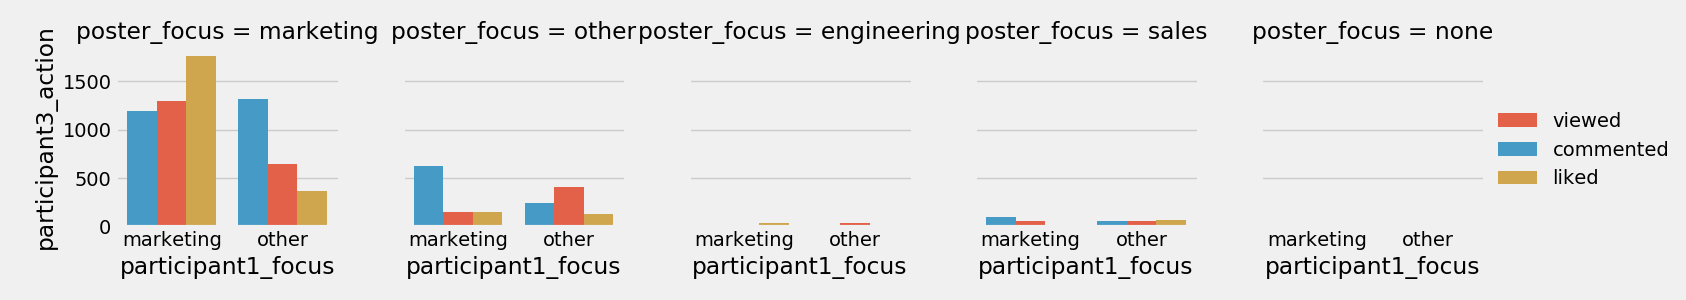 poster_focus = marketing
poster_focus = other
poster_focus = engineering
poster_focus = sales
poster_focus = none
participant3_action
1500
1000
500
0
marketing other
marketing other
marketing other
marketing other
marketing other
participant1_focus
participant1_focus
participant1_focus
participant1_focus
participant1_focus
viewed
commented
liked